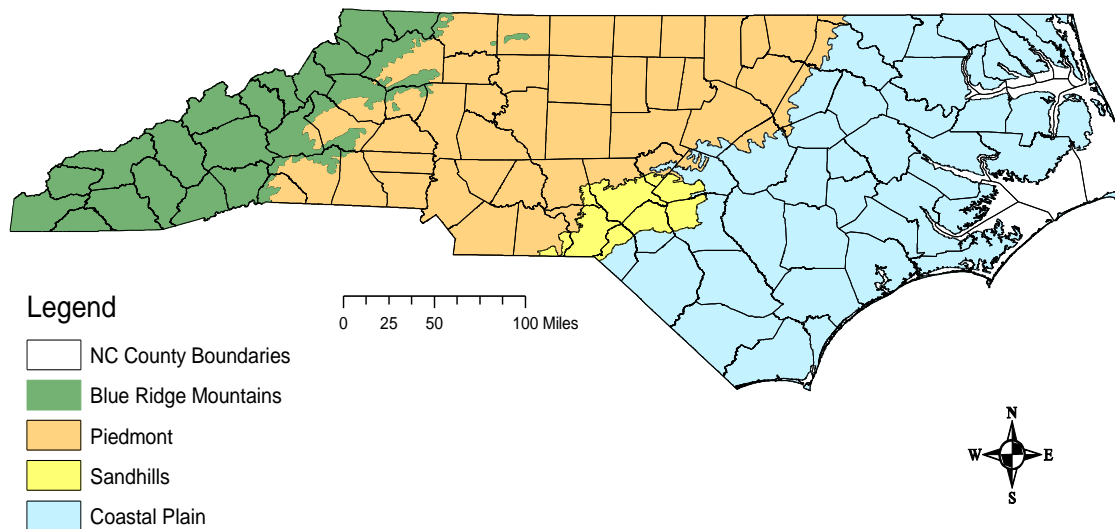 Legend
NC County Boundaries
Blue Ridge Mountains
Piedmont
Sandhills
Coastal Plain
0 25 50 100 Miles
N
W E
S